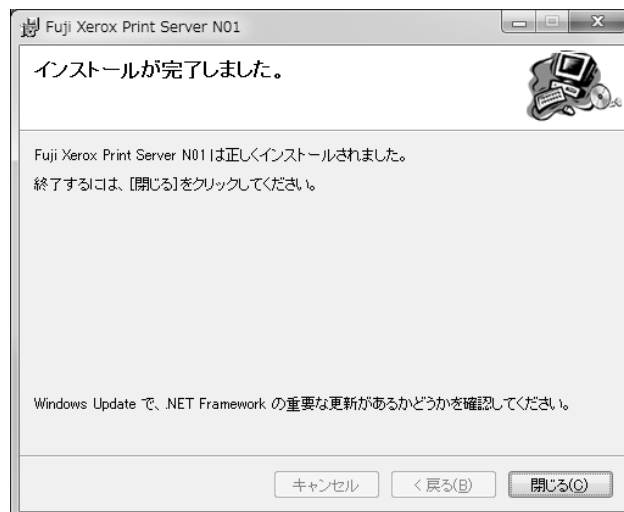 Fuji Xerox Print Server N01
インストールが完了しました。
Fuji Xerox Print Server N01は正しくインストールされました。
終了するには、[閉じる]をクリックしてください。
Windows Update で、.NET Framework の重要な更新があるかどうかを確認してください。
キャンセル
< 戻る(B)
閉じる(C)